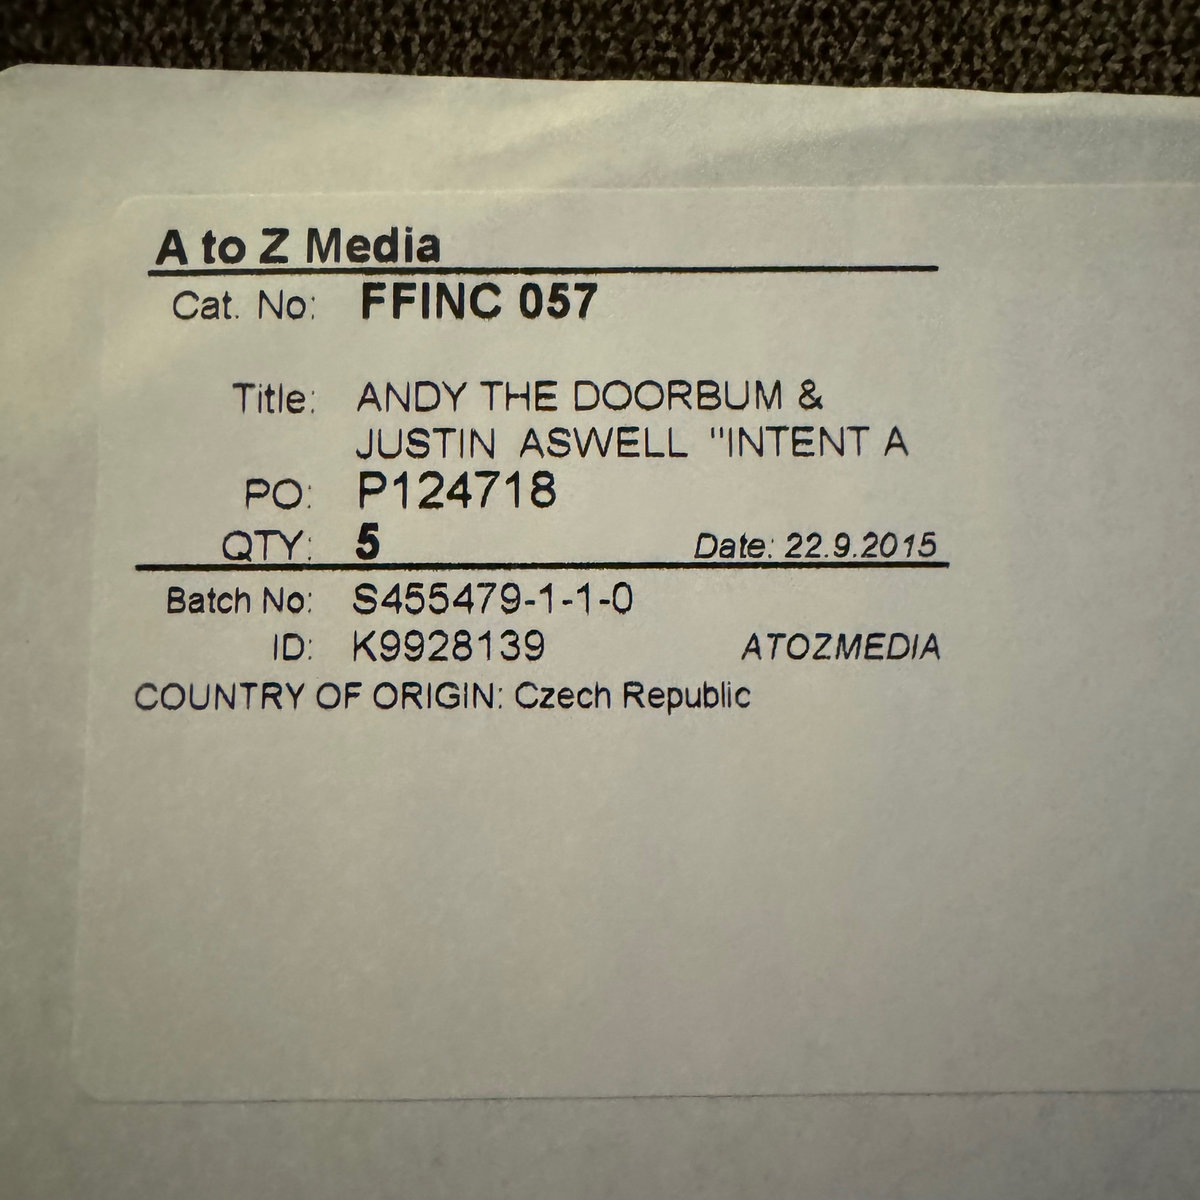 A to Z Media
Cat. No: FFINC 057
Title: ANDY THE DOORBUM &
JUSTIN ASWELL "INTENT A
PO: P124718
QTY: 5 Date: 22.9.2015
Batch No: S455479-1-1-0
ID: K9928139 ATOZMEDIA
COUNTRY OF ORIGIN: Czech Republic